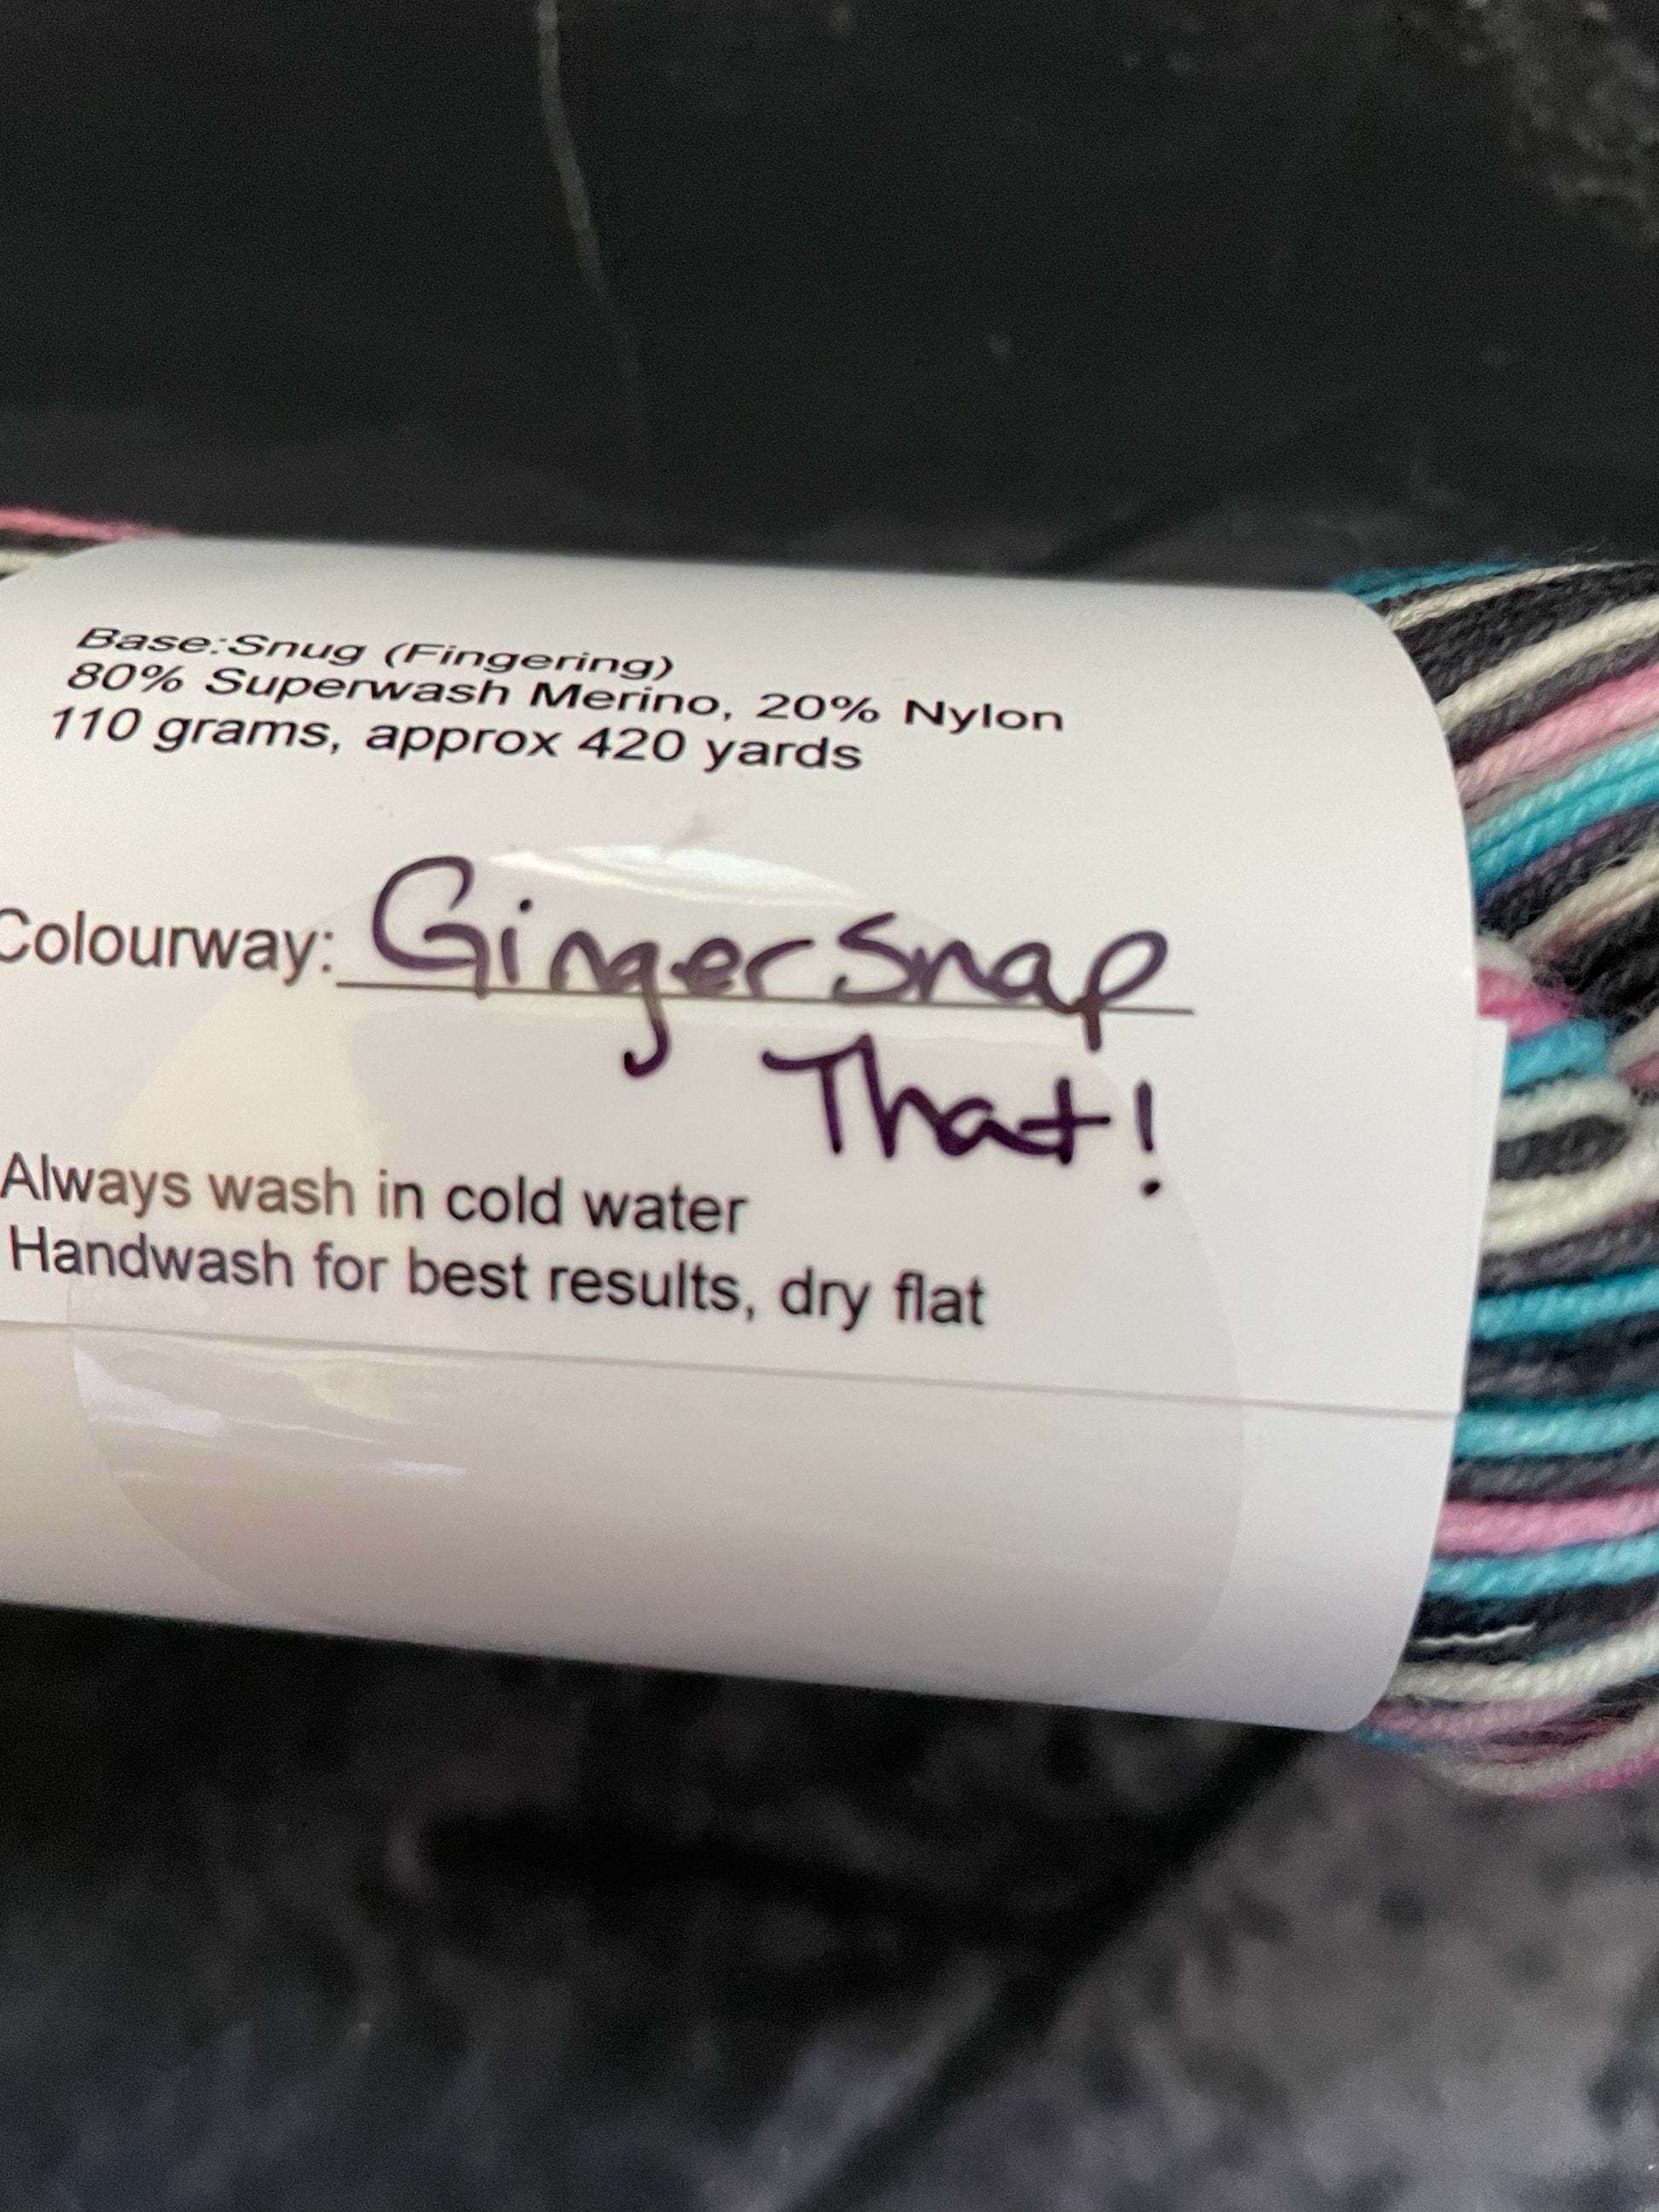 Base:Snug (Fingering)
80% Superwash Merino, 20% Nylon
110 grams, approx 420 yards
Colourway: Gingersnap
That!
Always wash in cold water
Handwash for best results, dry flat